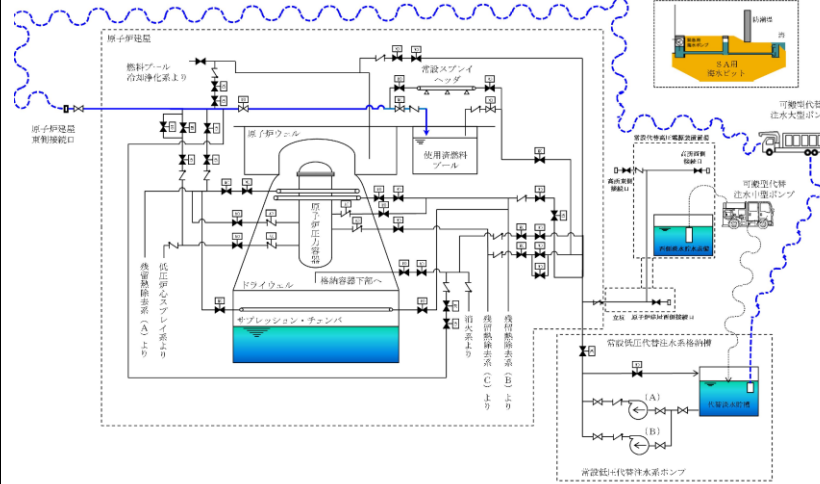 原子炉建屋
燃料プール
冷却浄化系より
常設スプレイ
ヘッダ
防潮堤
海
SA用
海水ピット
可搬型代替
注水大型ポンプ
原子炉建屋
東側接続口
原子炉ウェル
使用済燃料
プール
常設代替高圧電源装置置場
高所西側
接続口
高所東側
接続口
可搬型代替
注水中型ポンプ
原子炉圧力容器
格納容器下部へ
ドライウェル
サプレッション・チェンバ
残留熱除去系(A)より
低圧炉心スプレイ系より
消火系より
残留熱除去系(C)より
残留熱除去系(B)より
原子炉建屋西側接続口
常設低圧代替注水系格納槽
代替淡水貯槽
(A)
(B)
常設低圧代替注水系ポンプ